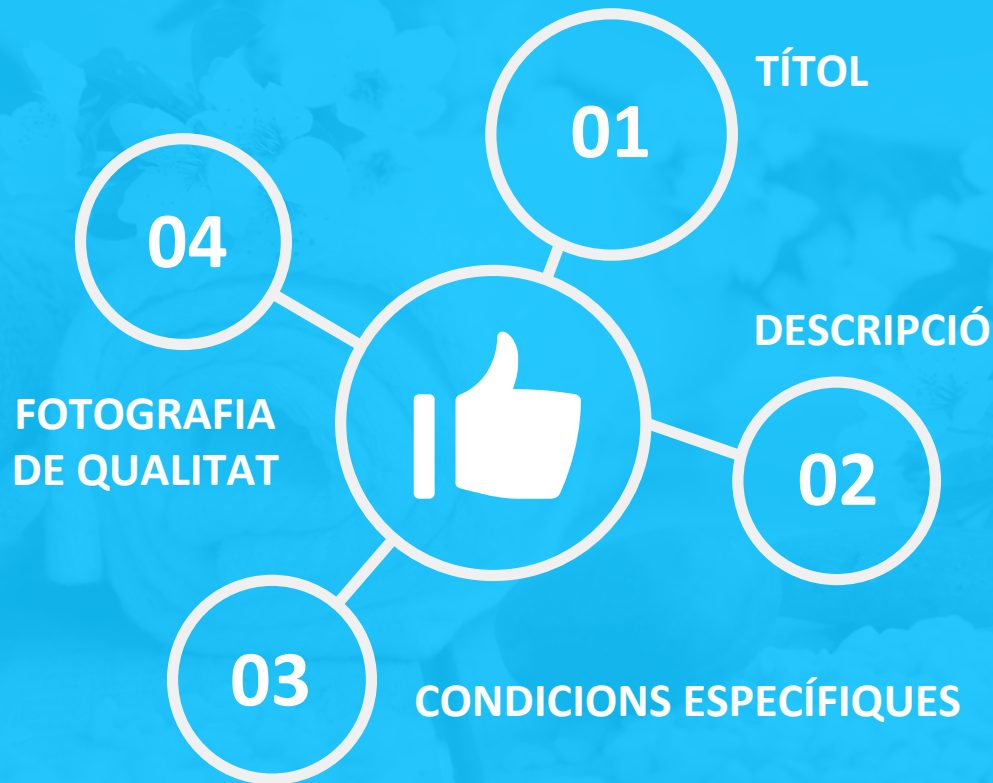 01
TÍTOL
02
DESCRIPCIÓ
03
CONDICIONS ESPECÍFIQUES
04
FOTOGRAFIA
DE QUALITAT